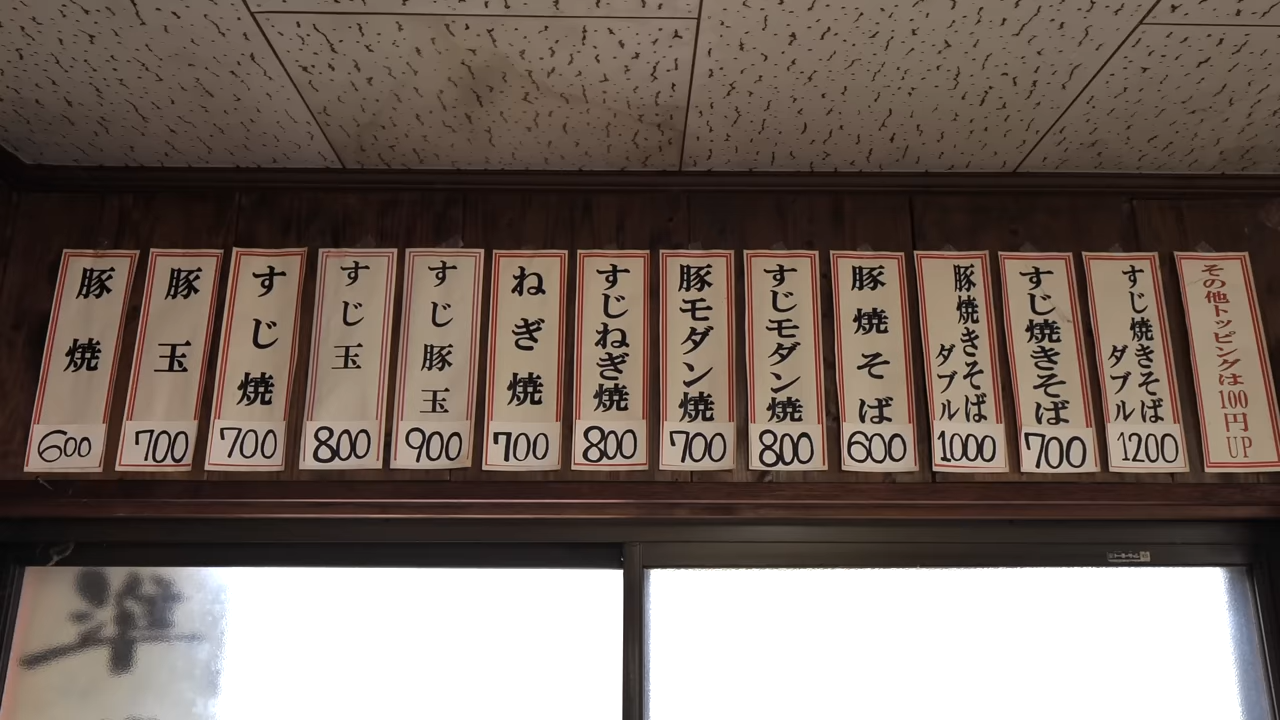 豚焼
600
豚玉
700
すじ焼
700
すじ玉
800
すじ豚玉
900
ねぎ焼
700
すじねぎ焼
800
豚モダン焼
700
すじモダン焼
800
豚焼そば
600
豚焼きそば
ダブル
1000
すじ焼きそば
700
すじ焼きそば
ダブル
1200
その他トッピングは100円UP
準